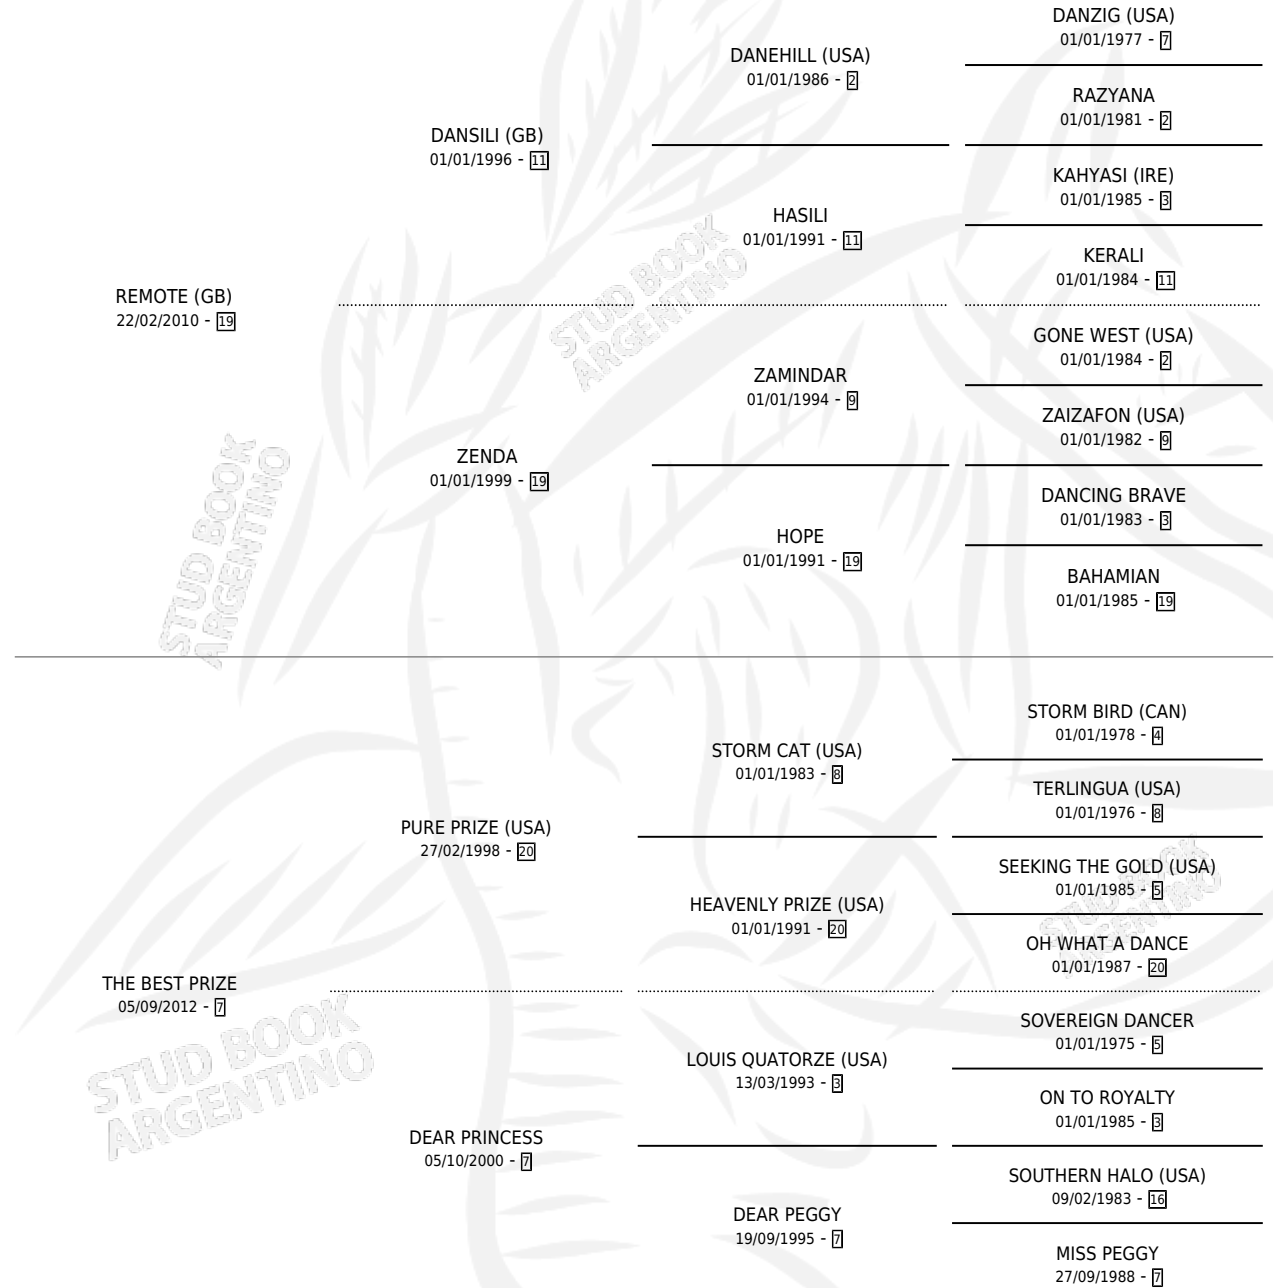 DANZIG (USA)
01/01/1977 - 7
DANEHILL (USA)
01/01/1986 - 2
RAZYANA
01/01/1981 - 2
DANSILI (GB)
01/01/1996 - 11
KAHYASI (IRE)
01/01/1985 - 3
HASILI
01/01/1991 - 11
KERALI
01/01/1984 - 11
REMOTE (GB)
22/02/2010 - 19
GONE WEST (USA)
01/01/1984 - 2
ZAMINDAR
01/01/1994 - 9
ZAIZAFON (USA)
01/01/1982 - 9
ZENDA
01/01/1999 - 19
DANCING BRAVE
01/01/1983 - 3
HOPE
01/01/1991 - 19
BAHAMIAN
01/01/1985 - 19
STORM BIRD (CAN)
01/01/1978 - 4
STORM CAT (USA)
01/01/1983 - 8
TERLINGUA (USA)
01/01/1976 - 8
PURE PRIZE (USA)
27/02/1998 - 20
SEEKING THE GOLD (USA)
01/01/1985 - 5
HEAVENLY PRIZE (USA)
01/01/1991 - 20
OH WHAT A DANCE
01/01/1987 - 20
THE BEST PRIZE
05/09/2012 - 7
SOVEREIGN DANCER
01/01/1975 - 5
LOUIS QUATORZE (USA)
13/03/1993 - 3
ON TO ROYALTY
01/01/1985 - 3
DEAR PRINCESS
05/10/2000 - 7
SOUTHERN HALO (USA)
09/02/1983 - 16
DEAR PEGGY
19/09/1995 - 7
MISS PEGGY
27/09/1988 - 7
STUD BOOK
ARGENTINO
STUD BOOK
ARGENTINO
STUD BOOK
ARGENTINO
STUD BOOK
ARGENTINO